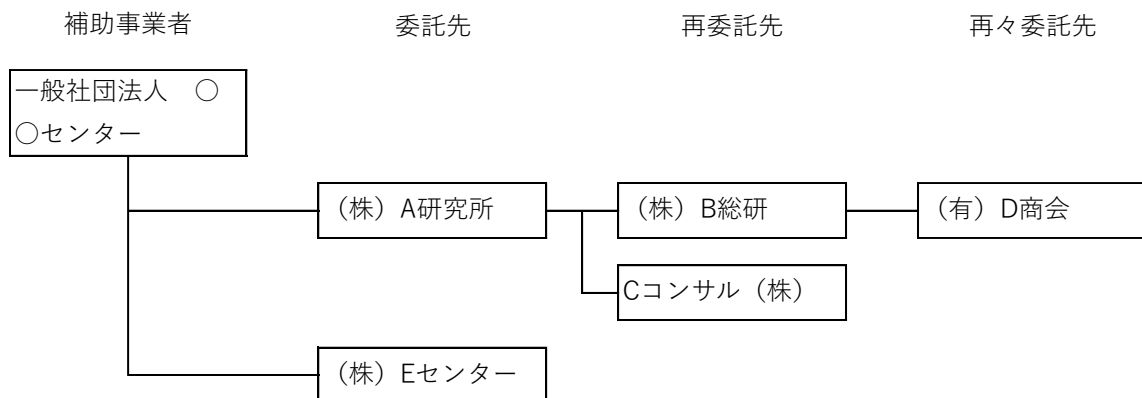 補助事業者 委託先 再委託先 再々委託先
一般社団法人　○
○センター
（株）A研究所 （株）B総研 （有）D商会
Cコンサル（株）
（株）Eセンター